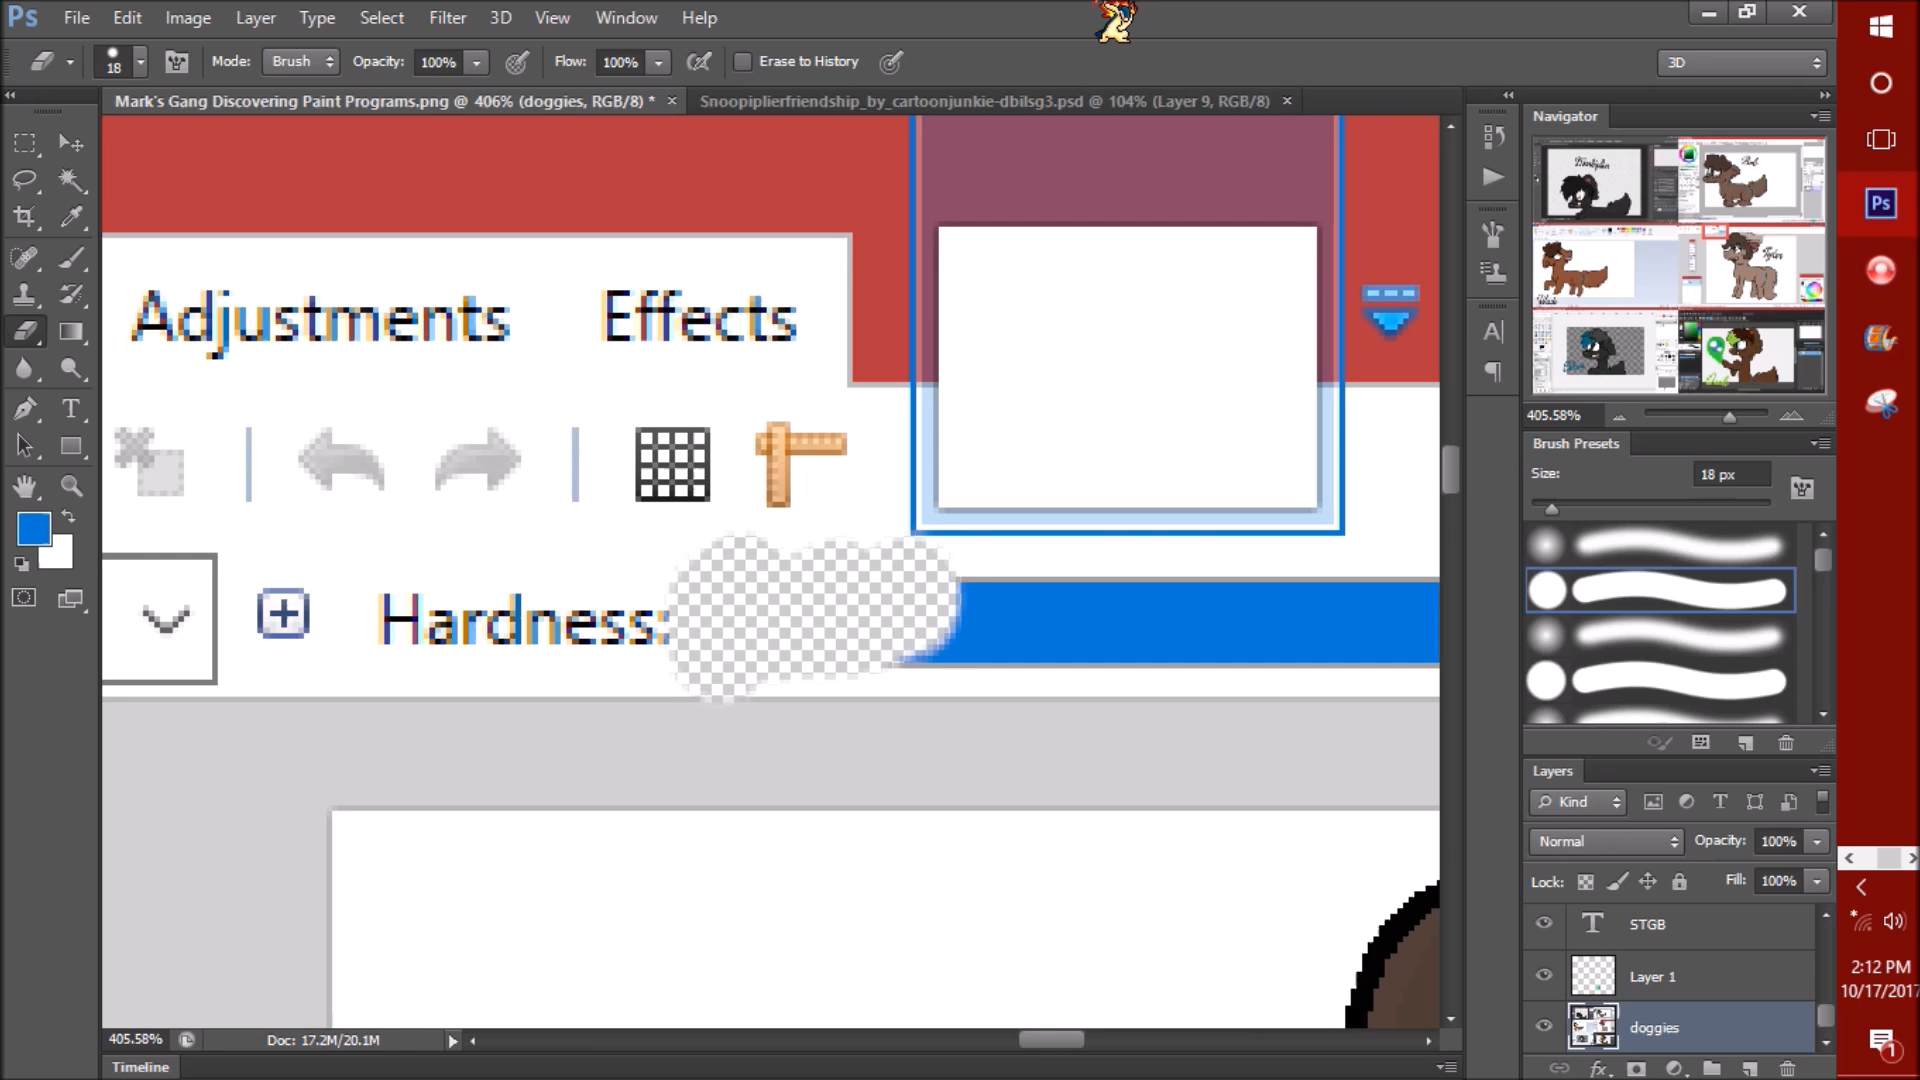 Ps File Edit Image Layer Type Select Filter 3D View Window Help
18 Mode: Brush Opacity: 100% Flow: 100% Erase to History 3D
Mark's Gang Discovering Paint Programs.png @ 406% (doggies, RGB/8) * × Snoopiplierfriendship_by_cartoonjunkie-dbilsg3.psd @ 104% (Layer 9, RGB/8) ×
Navigator
Adjustments Effects
405.58%
Brush Presets
Size: 18 px
Hardness:
Layers
Kind
Normal Opacity: 100%
Lock: Fill: 100%
STGB
Layer 1
doggies
405.58% Doc: 17.2M/20.1M
Timeline
Ps
2:12 PM
10/17/2017
1